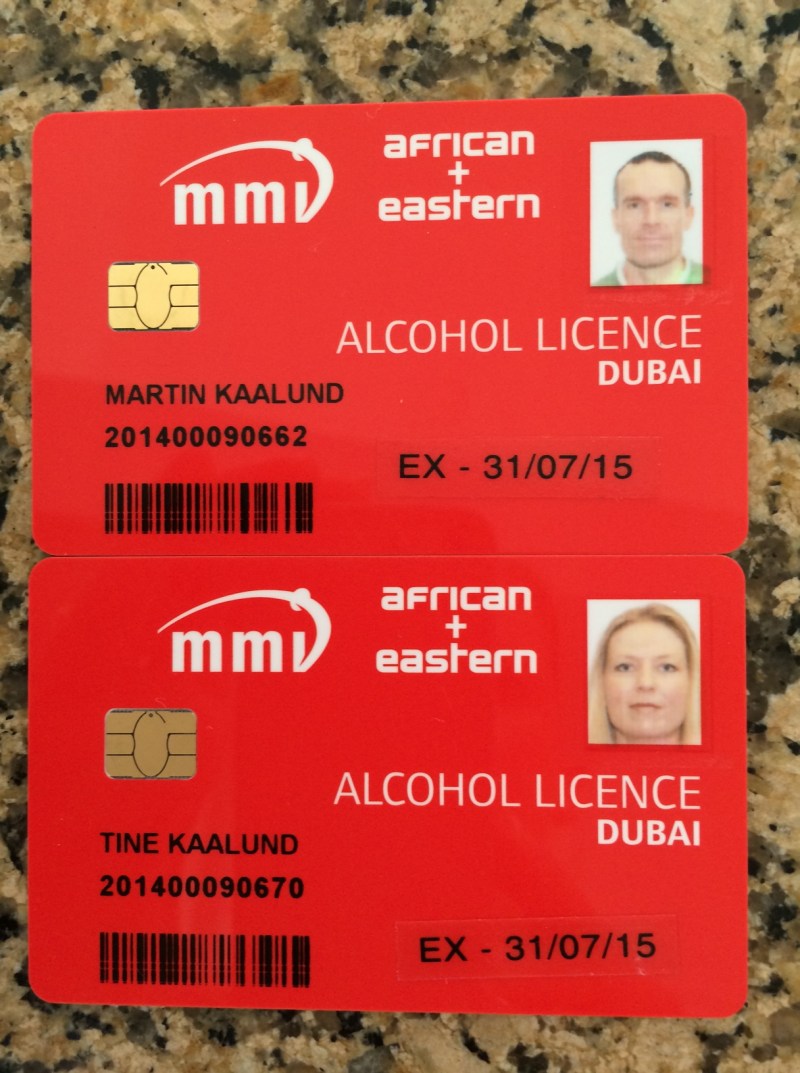 mmi
african
+
eastern
ALCOHOL LICENCE
DUBAI
MARTIN KAALUND
201400090662
EX - 31/07/15
mmi
african
+
eastern
ALCOHOL LICENCE
DUBAI
TINE KAALUND
201400090670
EX - 31/07/15